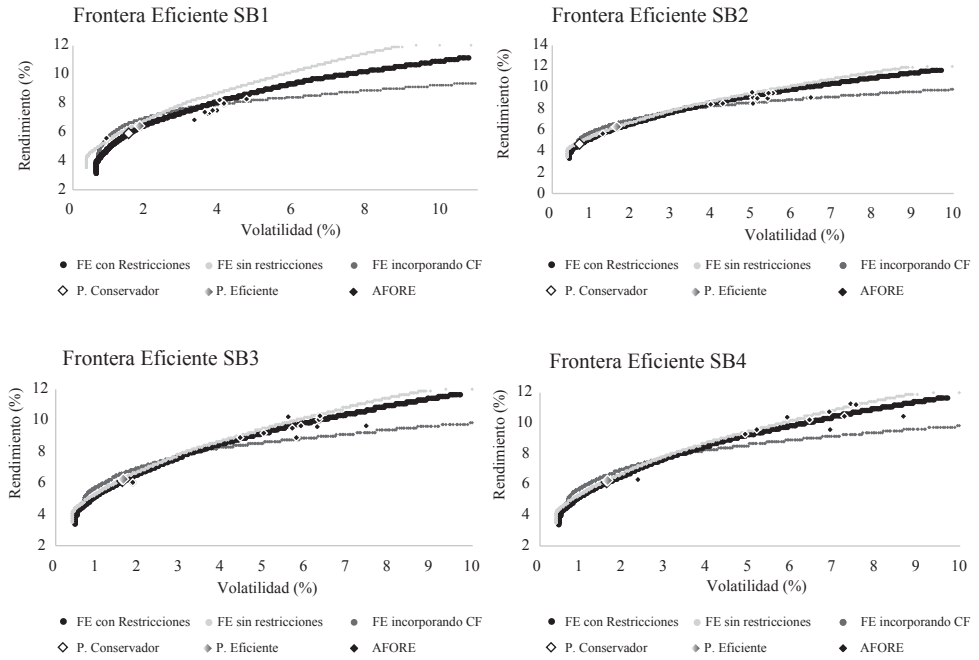 Frontera Eficiente SB1
Rendimiento (%)
12
10
8
6
4
2
0 2 4 6 8 10
Volatilidad (%)
FE con Restricciones FE sin restricciones FE incorporando CF
P. Conservador P. Eficiente AFORE
Frontera Eficiente SB2
Rendimiento (%)
14
12
10
8
6
4
2
0
0 1 2 3 4 5 6 7 8 9 10
Volatilidad (%)
FE con Restricciones FE sin restricciones FE incorporando CF
P. Conservador P. Eficiente AFORE
Frontera Eficiente SB3
Rendimiento (%)
12
10
8
6
4
2
0 1 2 3 4 5 6 7 8 9 10
Volatilidad (%)
FE con Restricciones FE sin restricciones FE incorporando CF
P. Conservador P. Eficiente AFORE
Frontera Eficiente SB4
Rendimiento (%)
12
10
8
6
4
2
0 1 2 3 4 5 6 7 8 9 10
Volatilidad (%)
FE con Restricciones FE sin restricciones FE incorporando CF
P. Conservador P. Eficiente AFORE